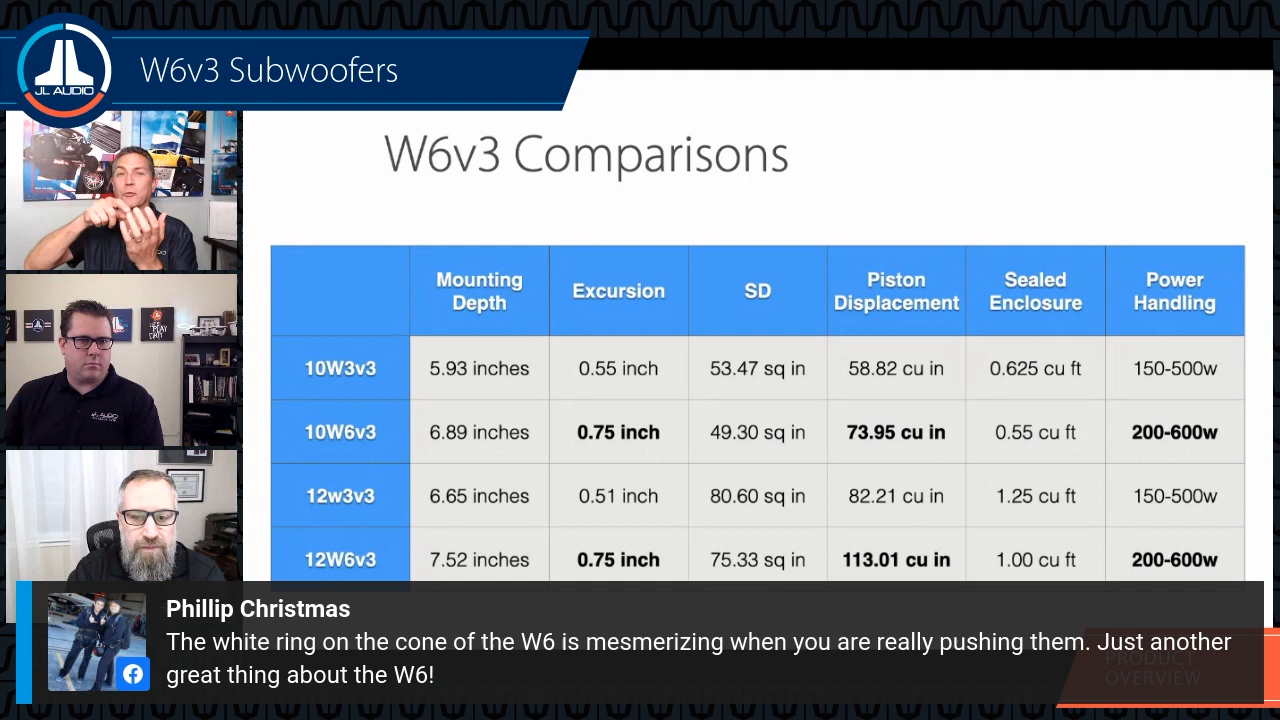 W6v3 Subwoofers
JL AUDIO
W6v3 Comparisons
Mounting Depth Excursion SD Piston Displacement Sealed Enclosure Power Handling
10W3v3 5.93 inches 0.55 inch 53.47 sq in 58.82 cu in 0.625 cu ft 150-500w
10W6v3 6.89 inches 0.75 inch 49.30 sq in 73.95 cu in 0.55 cu ft 200-600w
12w3v3 6.65 inches 0.51 inch 80.60 sq in 82.21 cu in 1.25 cu ft 150-500w
12W6v3 7.52 inches 0.75 inch 75.33 sq in 113.01 cu in 1.00 cu ft 200-600w
Phillip Christmas
The white ring on the cone of the W6 is mesmerizing when you are really pushing them. Just another
great thing about the W6!
PRODUCT
OVERVIEW